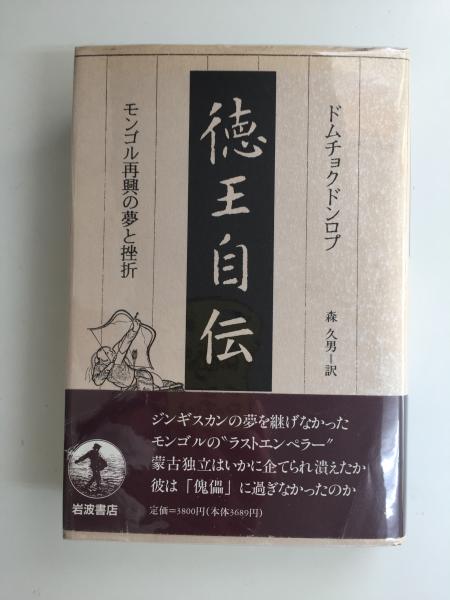 ドムチョクドンロプ
森 久男=訳
徳王自伝
モンゴル再興の夢と挫折
ジンギスカンの夢を継げなかった
モンゴルの〝ラストエンペラー〟
蒙古独立はいかに企てられ潰えたか
彼は「傀儡」に過ぎなかったのか
定価=3800円(本体3689円)
岩波書店